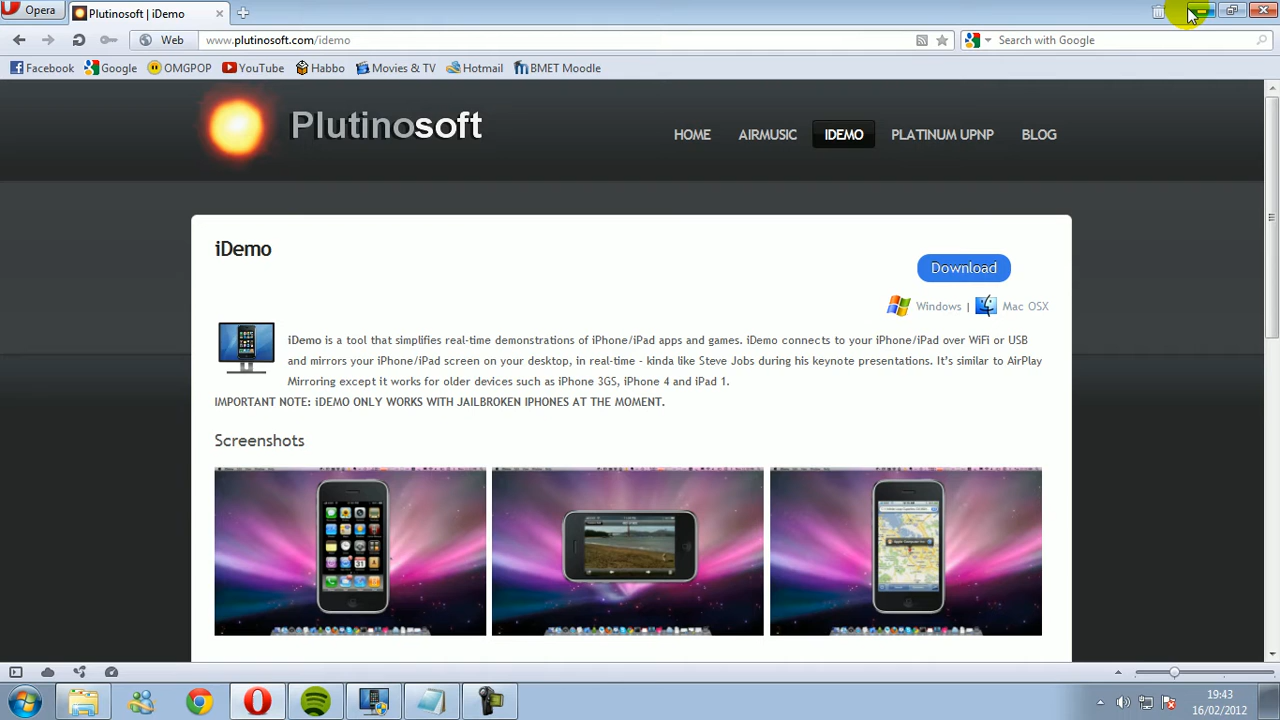 Opera
Plutinosoft | iDemo
Web
www.plutinosoft.com/idemo
Search with Google
Facebook
Google
OMGPOP
YouTube
Habbo
Movies & TV
Hotmail
BMET Moodle
Plutinosoft
HOME
AIRMUSIC
IDEMO
PLATINUM UPNP
BLOG
iDemo
Download
Windows | Mac OSX
iDemo is a tool that simplifies real-time demonstrations of iPhone/iPad apps and games. iDemo connects to your iPhone/iPad over WiFi or USB
and mirrors your iPhone/iPad screen on your desktop, in real-time - kinda like Steve Jobs during his keynote presentations. It's similar to AirPlay
Mirroring except it works for older devices such as iPhone 3GS, iPhone 4 and iPad 1.
IMPORTANT NOTE: iDEMO ONLY WORKS WITH JAILBROKEN IPHONES AT THE MOMENT.
Screenshots
19:43
16/02/2012